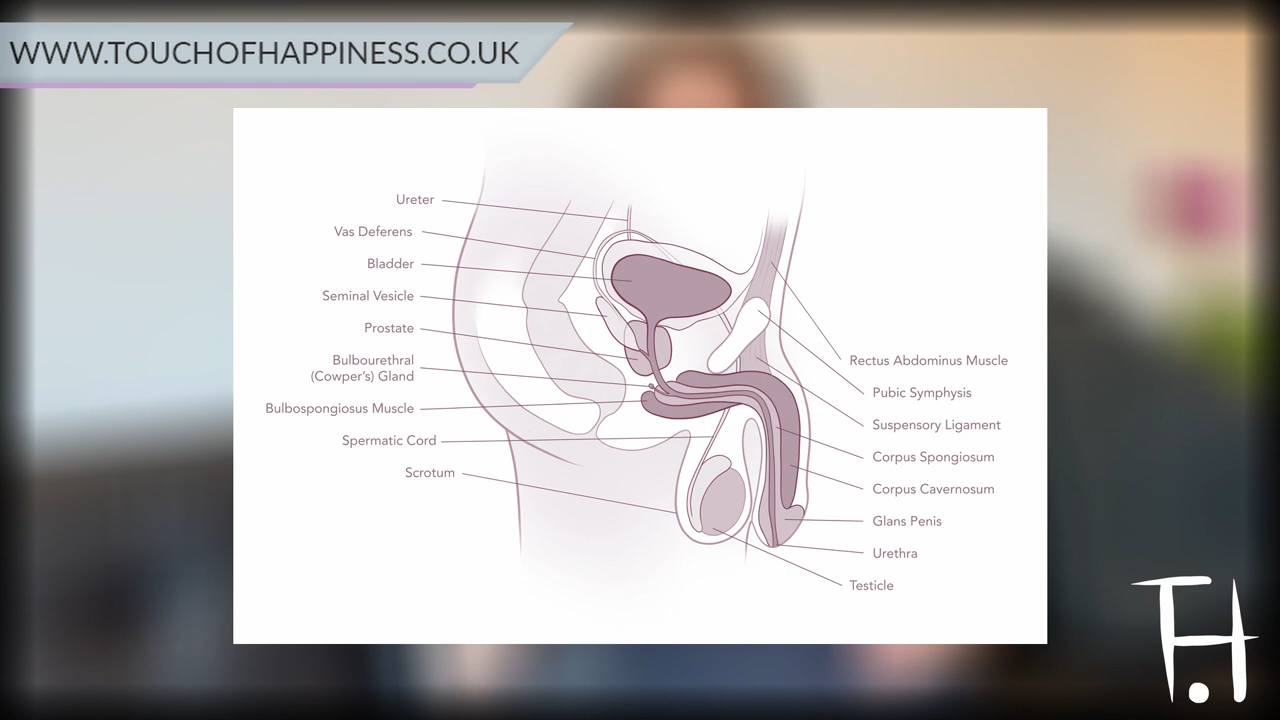 WWW.TOUCHOFHAPPINESS.CO.UK
Ureter
Vas Deferens
Bladder
Seminal Vesicle
Prostate
Bulbourethral
(Cowper's) Gland
Bulbospongiosus Muscle
Spermatic Cord
Scrotum
Rectus Abdominus Muscle
Pubic Symphysis
Suspensory Ligament
Corpus Spongiosum
Corpus Cavernosum
Glans Penis
Urethra
Testicle
T.H